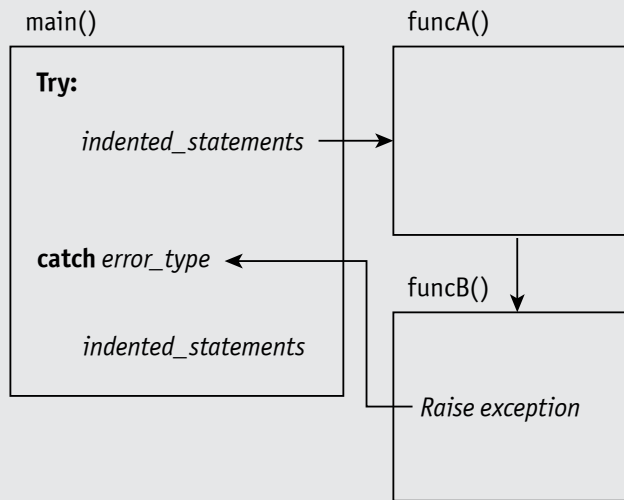 main()
Try:
indented_statements
catch error_type
indented_statements
funcA()
funcB()
Raise exception